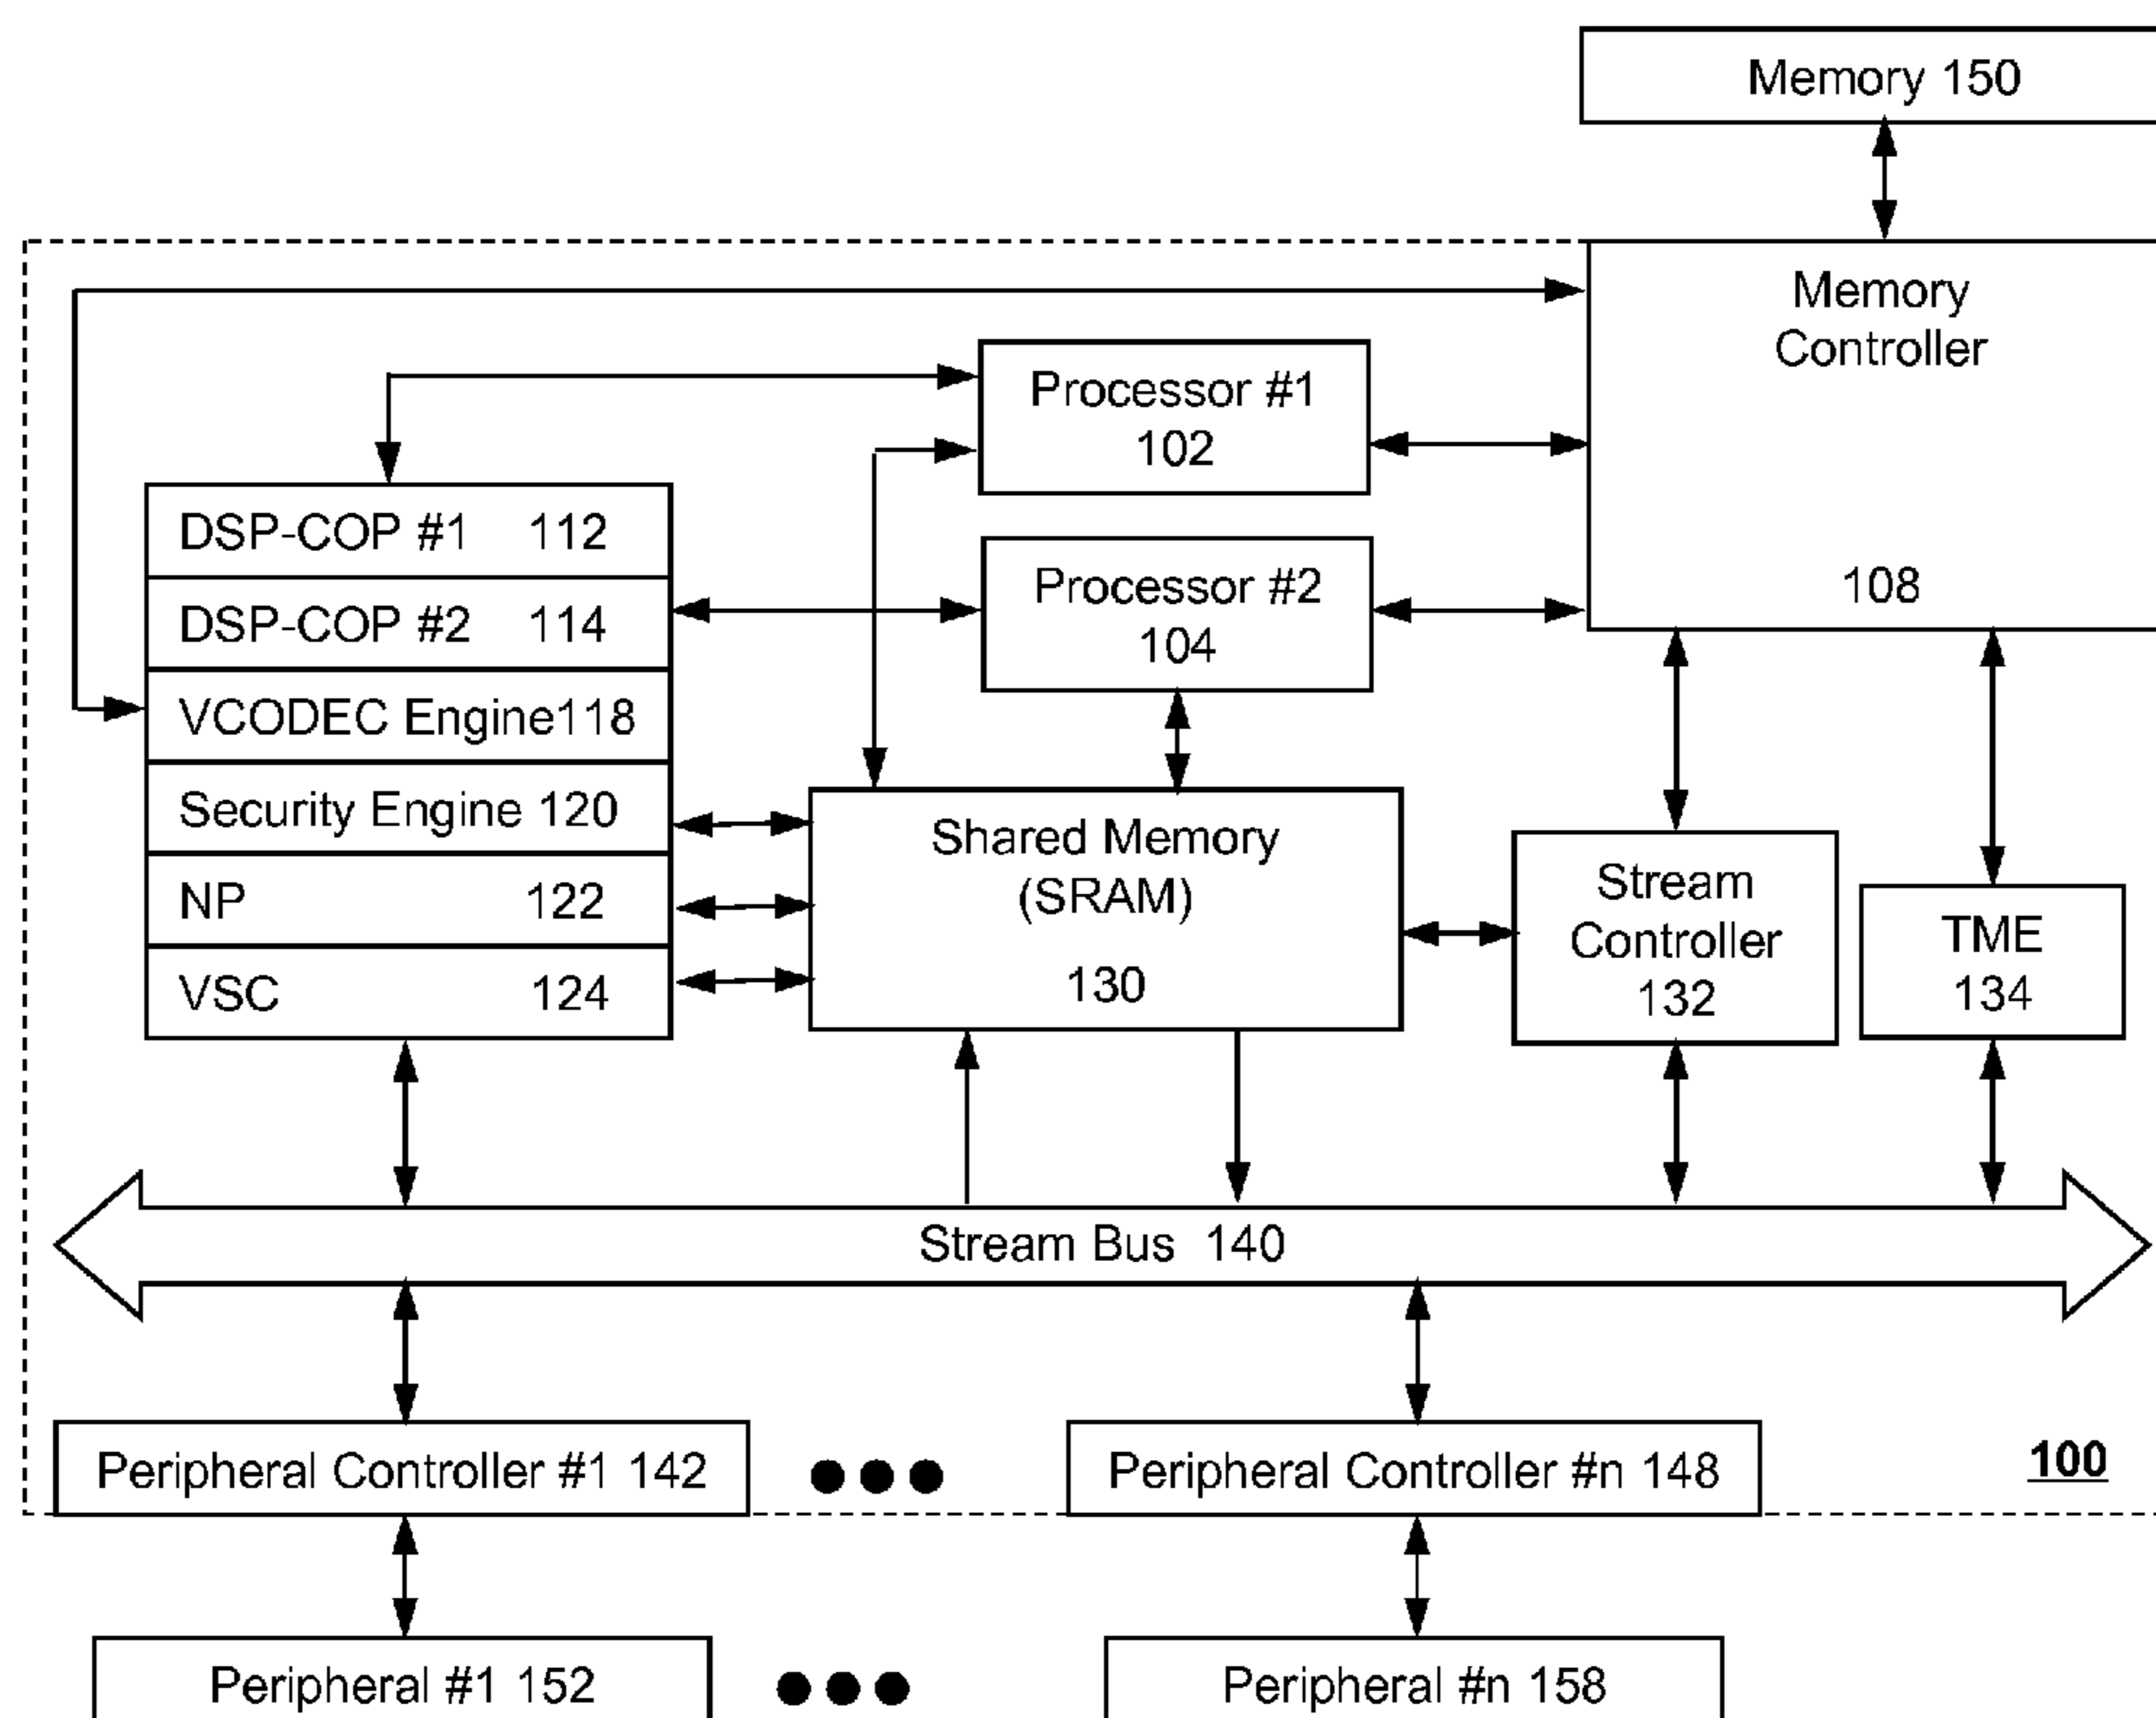 Memory 150
Memory
Controller
108
Processor #1
102
DSP-COP #1 112
DSP-COP #2 114
VCODEC Engine118
Security Engine 120
NP 122
VSC 124
Processor #2
104
Shared Memory
(SRAM)
130
Stream
Controller
132
TME
134
Stream Bus 140
Peripheral Controller #1 142
Peripheral Controller #n 148
100
Peripheral #1 152
Peripheral #n 158